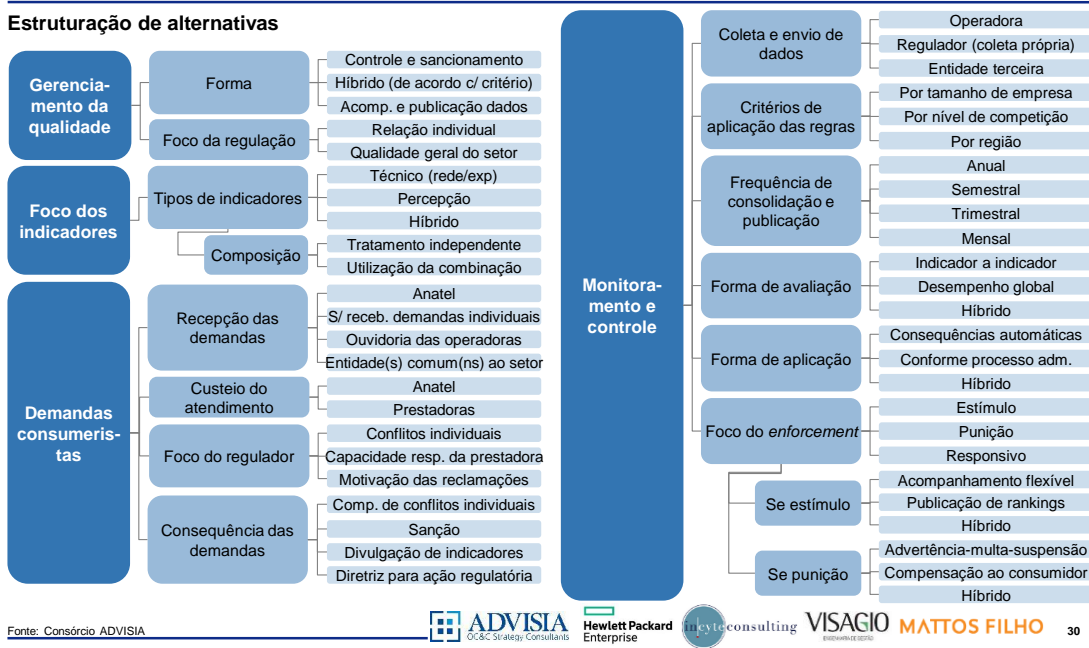 Estruturação de alternativas
Gerencia-
mento da
qualidade
Forma
Controle e sancionamento
Híbrido (de acordo c/ critério)
Acomp. e publicação dados
Foco da regulação
Relação individual
Qualidade geral do setor
Foco dos
indicadores
Tipos de indicadores
Técnico (rede/exp)
Percepção
Híbrido
Composição
Tratamento independente
Utilização da combinação
Demandas
consumeris-
tas
Recepção das
demandas
Anatel
S/ receb. demandas individuais
Ouvidoria das operadoras
Entidade(s) comum(ns) ao setor
Custeio do
atendimento
Anatel
Prestadoras
Foco do regulador
Conflitos individuais
Capacidade resp. da prestadora
Motivação das reclamações
Consequência das
demandas
Comp. de conflitos individuais
Sanção
Divulgação de indicadores
Diretriz para ação regulatória
Monitora-
mento e
controle
Coleta e envio de
dados
Operadora
Regulador (coleta própria)
Entidade terceira
Critérios de
aplicação das regras
Por tamanho de empresa
Por nível de competição
Por região
Frequência de
consolidação e
publicação
Anual
Semestral
Trimestral
Mensal
Forma de avaliação
Indicador a indicador
Desempenho global
Híbrido
Forma de aplicação
Consequências automáticas
Conforme processo adm.
Híbrido
Foco do enforcement
Estímulo
Punição
Responsivo
Se estímulo
Acompanhamento flexível
Publicação de rankings
Híbrido
Se punição
Advertência-multa-suspensão
Compensação ao consumidor
Híbrido
Fonte: Consórcio ADVISIA
ADVISIA
OC&C Strategy Consultants
Hewlett Packard
Enterprise
incyteconsulting
VISAGIO
ENGENHARIA DE GESTÃO
MATTOS FILHO
30